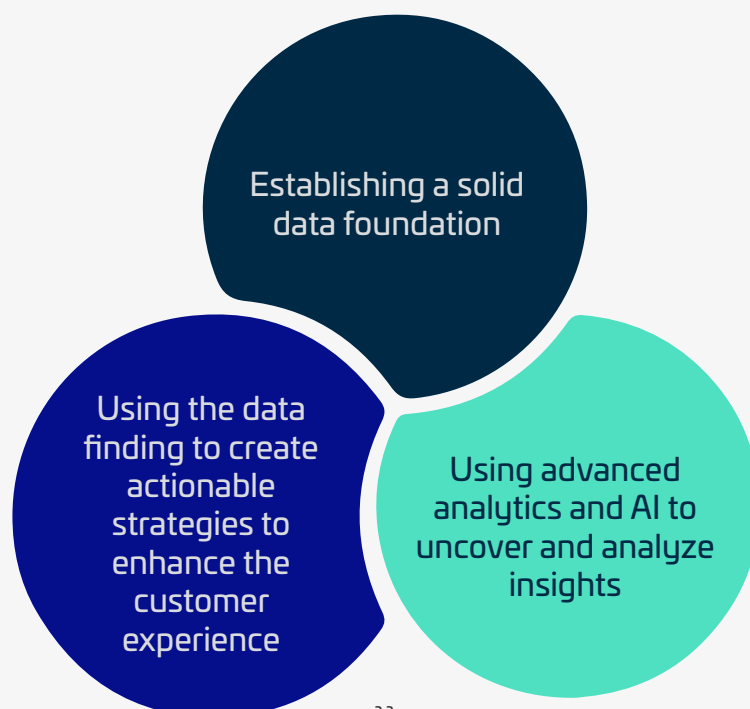 Establishing a solid
data foundation
Using the data
finding to create
actionable
strategies to
enhance the
customer
experience
Using advanced
analytics and AI to
uncover and analyze
insights